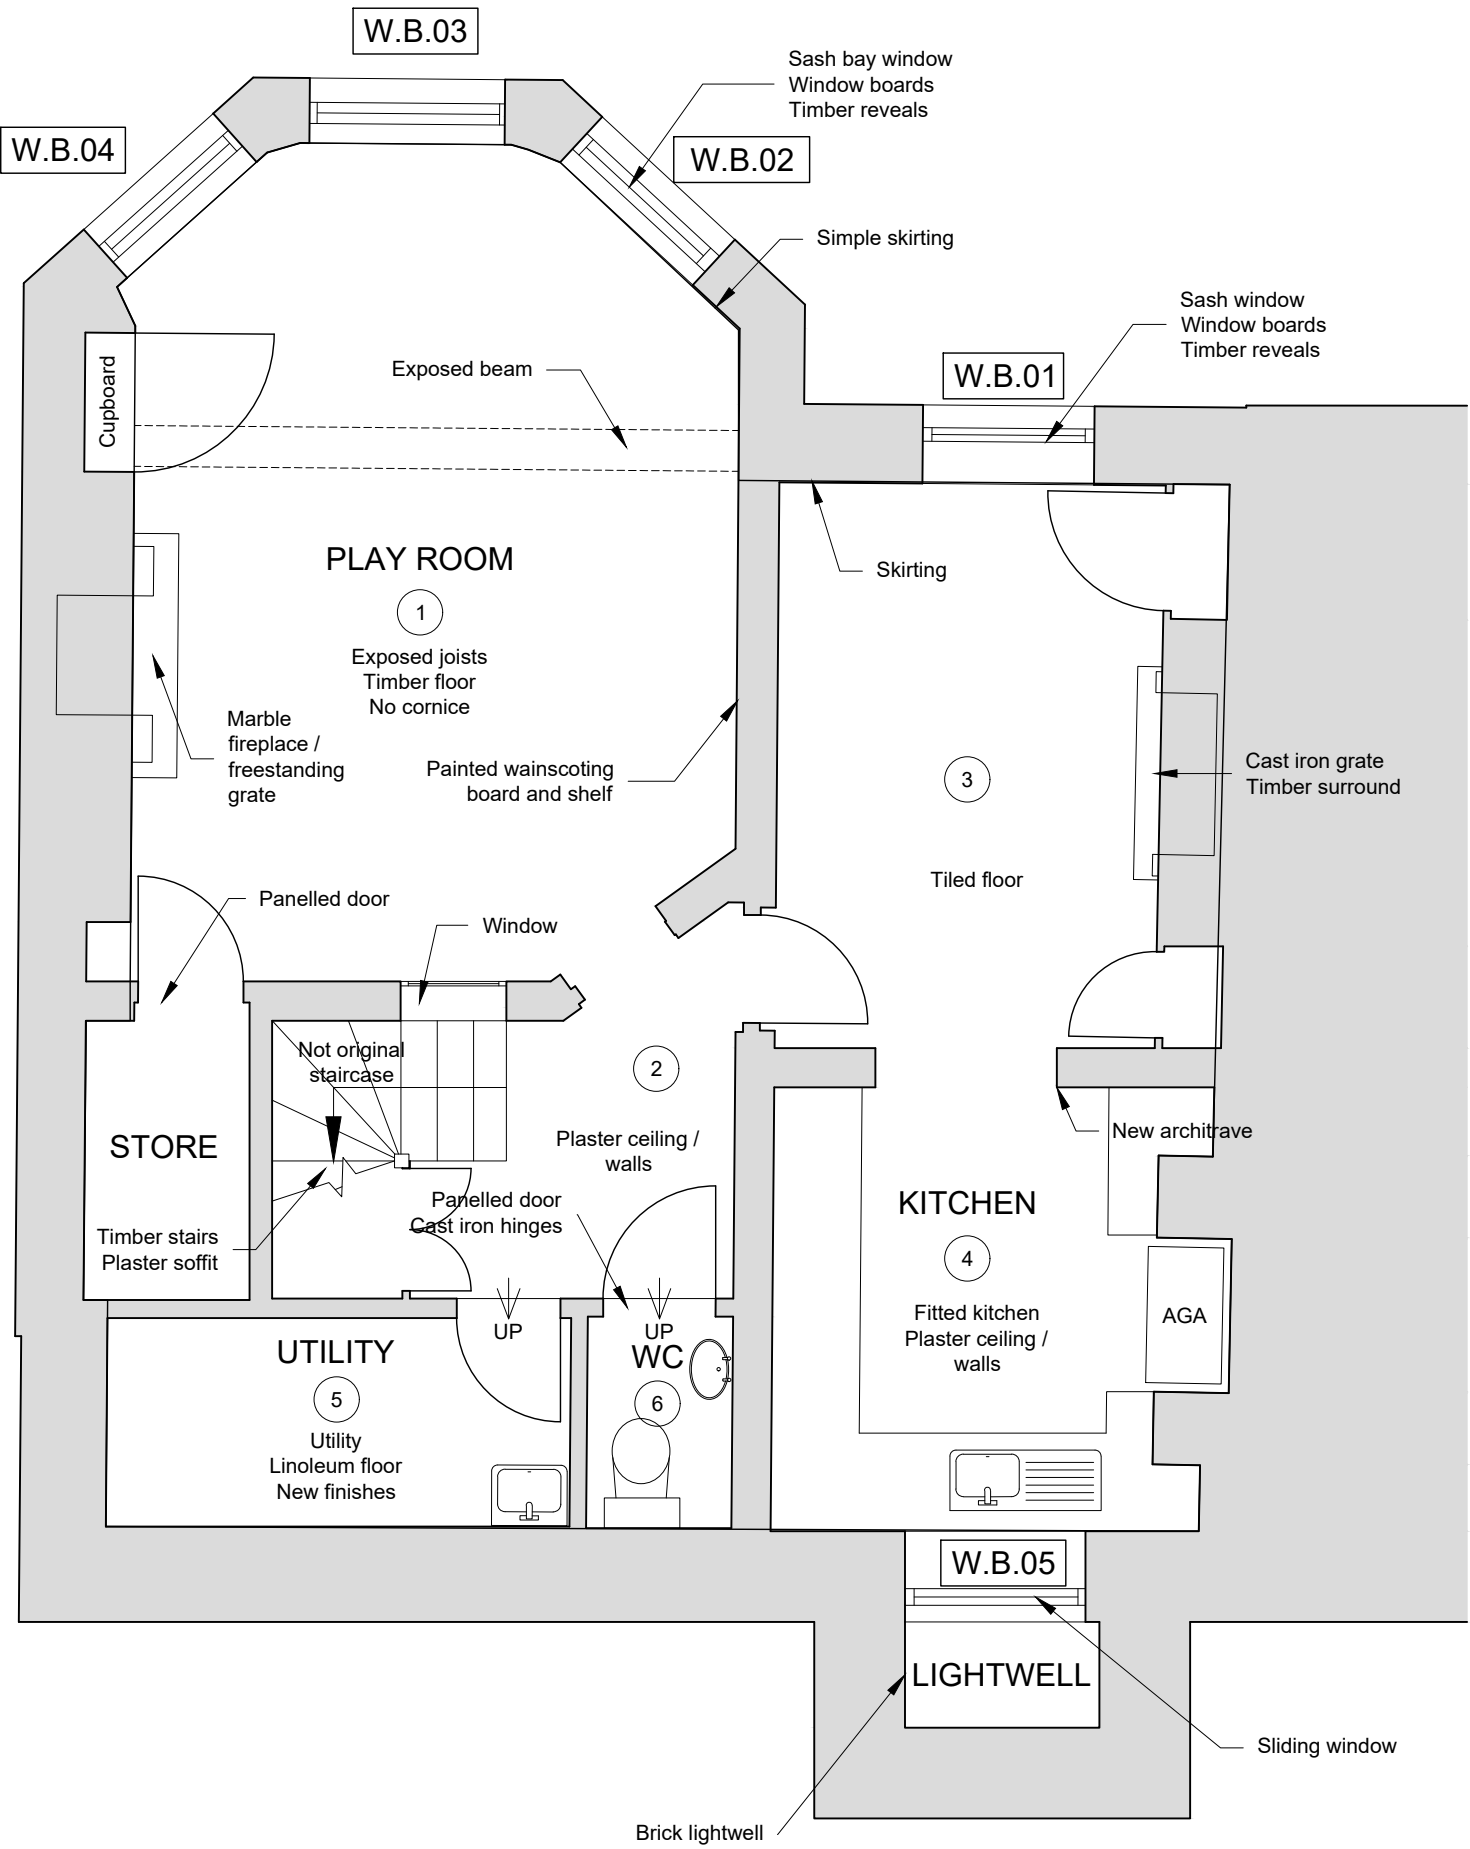 W.B.03
Sash bay window
Window boards
Timber reveals
W.B.04
W.B.02
Simple skirting
Sash window
Window boards
Timber reveals
W.B.01
Exposed beam
Cupboard
PLAY ROOM
1
Exposed joists
Timber floor
No cornice
Skirting
Marble
fireplace /
freestanding
grate
Painted wainscoting
board and shelf
3
Cast iron grate
Timber surround
Tiled floor
Panelled door
Window
Not original
staircase
2
Plaster ceiling /
walls
New architrave
STORE
Panelled door
Cast iron hinges
KITCHEN
4
Fitted kitchen
Plaster ceiling /
walls
AGA
Timber stairs
Plaster soffit
UP
UP
UTILITY
5
Utility
Linoleum floor
New finishes
WC
6
W.B.05
LIGHTWELL
Sliding window
Brick lightwell